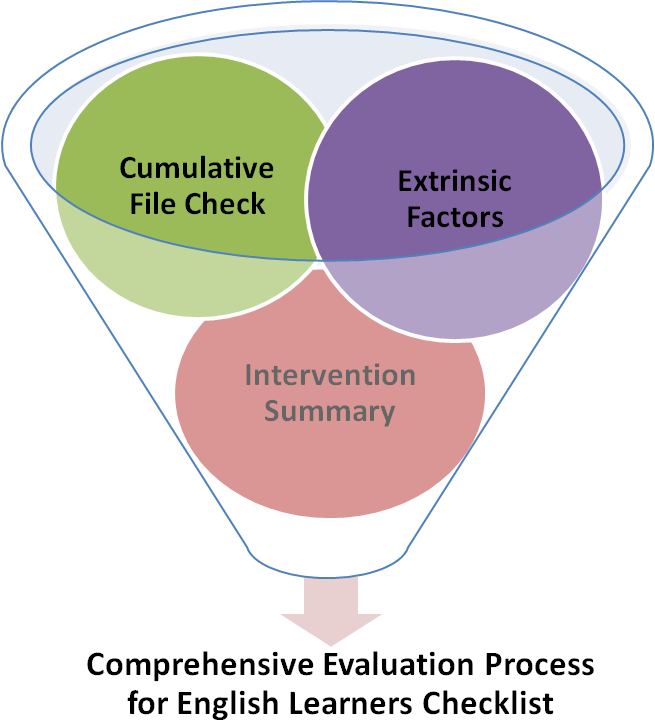 Cumulative
File Check
Extrinsic
Factors
Intervention
Summary
Comprehensive Evaluation Process
for English Learners Checklist